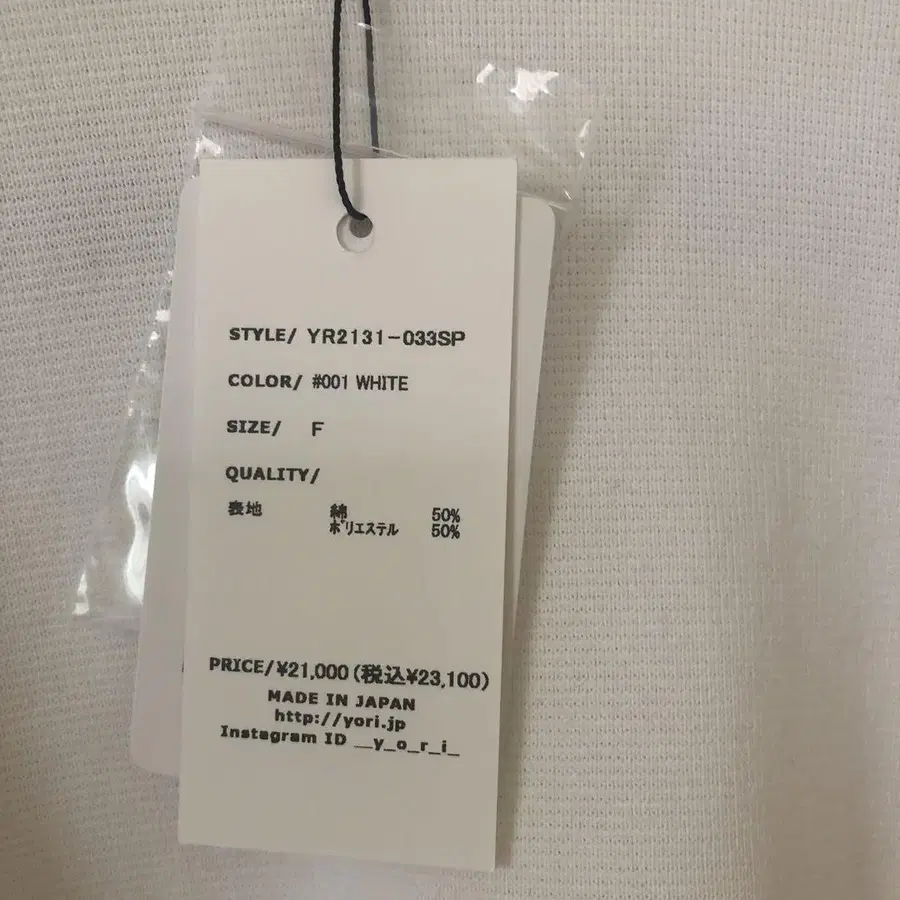 STYLE/ YR2131-033SP
COLOR/ #001 WHITE
SIZE/ F
QUALITY/
表地 綿 50%
ポリエステル 50%
PRICE/¥21,000(税込¥23,100)
MADE IN JAPAN
http://yori.jp
Instagram ID __y_o_r_i_